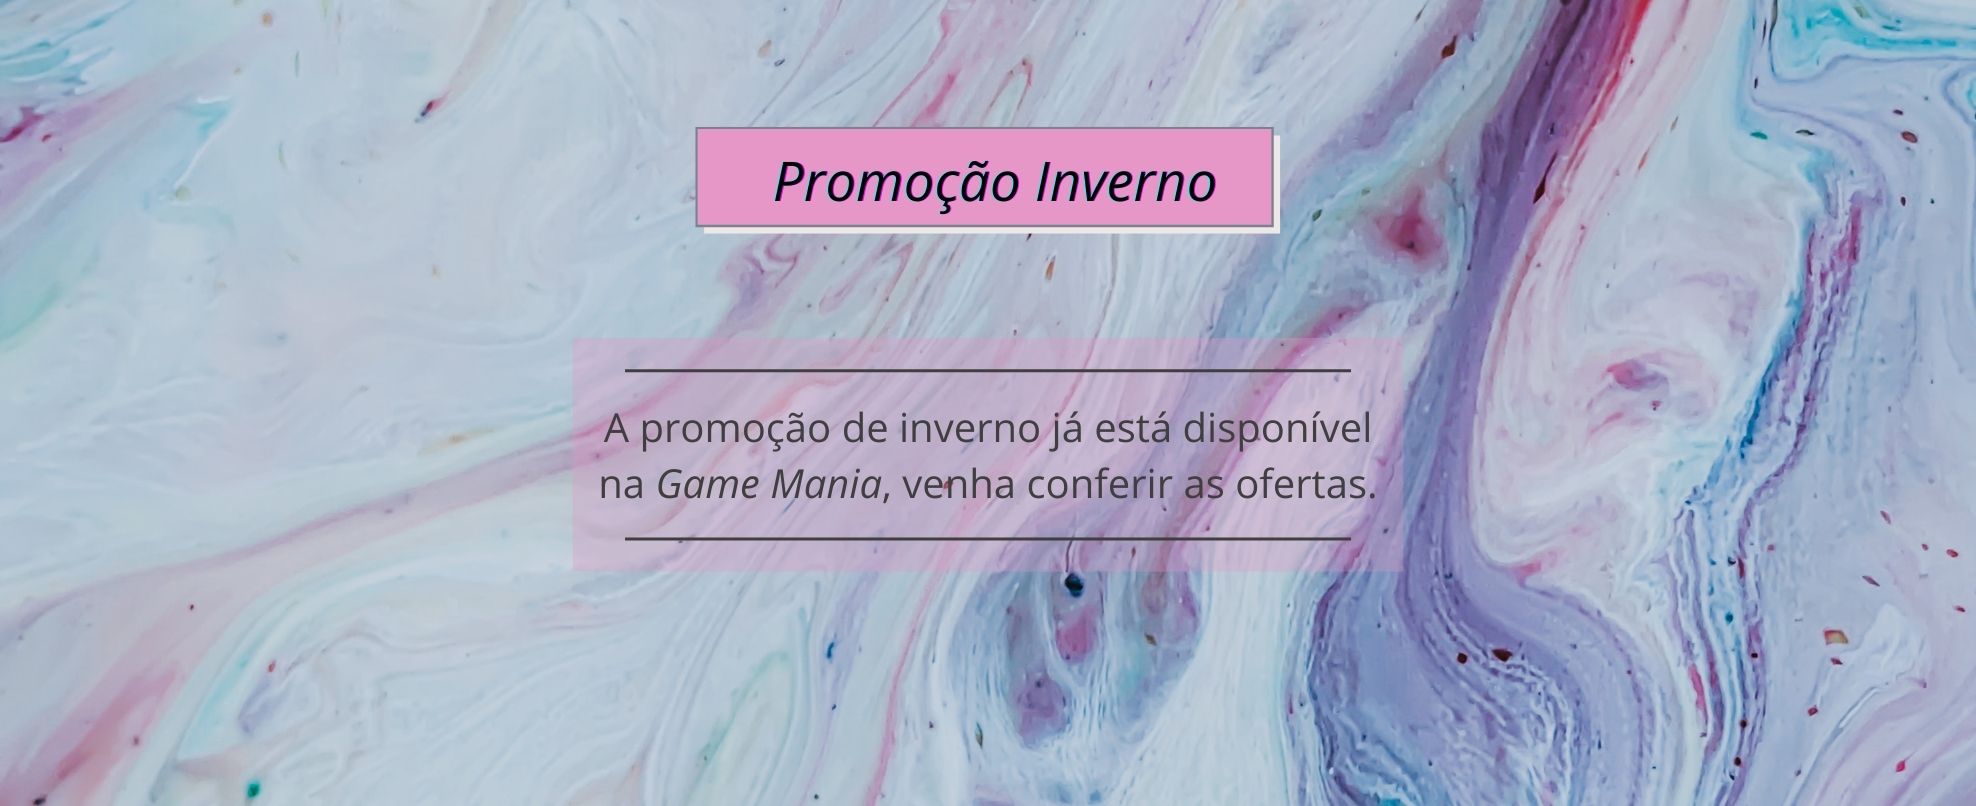 Promoção Inverno
A promoção de inverno já está disponível
na Game Mania, venha conferir as ofertas.